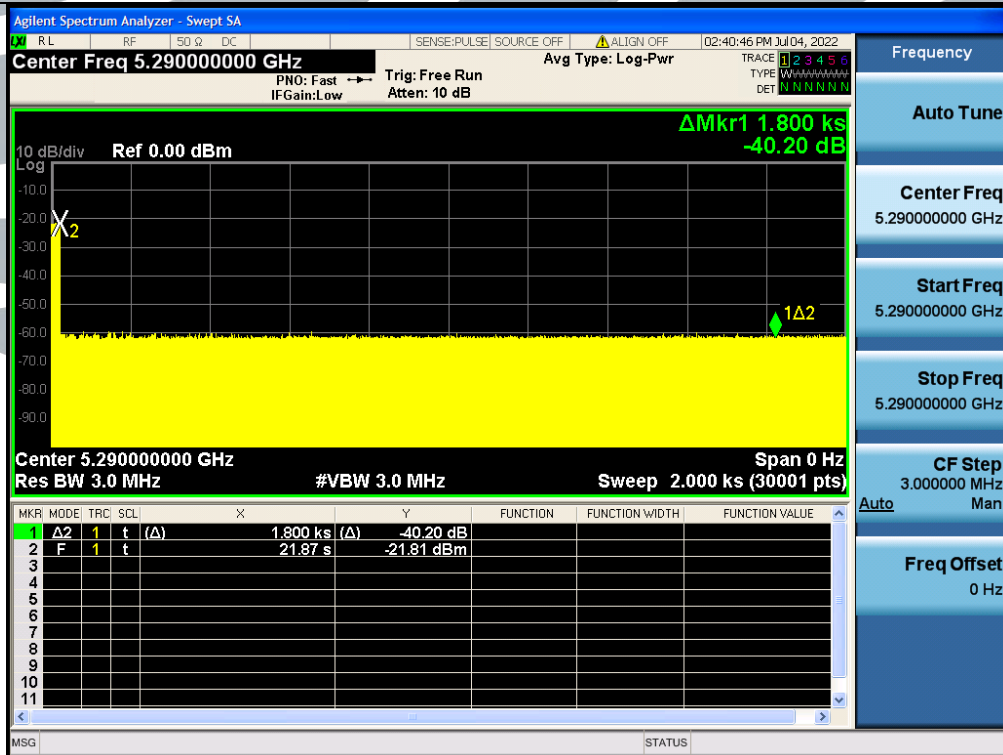 Agilent Spectrum Analyzer - Swept SA
LXI RL RF 50 Ω DC SENSE:PULSE SOURCE OFF ALIGN OFF 02:40:46 PM Jul 04, 2022
Center Freq 5.290000000 GHz
PNO: Fast
IFGain:Low
Trig: Free Run
Atten: 10 dB
Avg Type: Log-Pwr
TRACE 1 2 3 4 5 6
TYPE W
DET N N N N N N
ΔMkr1 1.800 ks
-40.20 dB
10 dB/div Ref 0.00 dBm
Log
-10.0
-20.0
-30.0
-40.0
-50.0
-60.0
-70.0
-80.0
-90.0
2
1Δ2
Center 5.290000000 GHz Span 0 Hz
Res BW 3.0 MHz #VBW 3.0 MHz Sweep 2.000 ks (30001 pts)
MKR MODE TRC SCL X Y FUNCTION FUNCTION WIDTH FUNCTION VALUE
1 Δ2 1 t (Δ) 1.800 ks (Δ) -40.20 dB
2 F 1 t 21.87 s -21.81 dBm
3
4
5
6
7
8
9
10
11
MSG STATUS
Frequency
Auto Tune
Center Freq
5.290000000 GHz
Start Freq
5.290000000 GHz
Stop Freq
5.290000000 GHz
CF Step
3.000000 MHz
Auto Man
Freq Offset
0 Hz